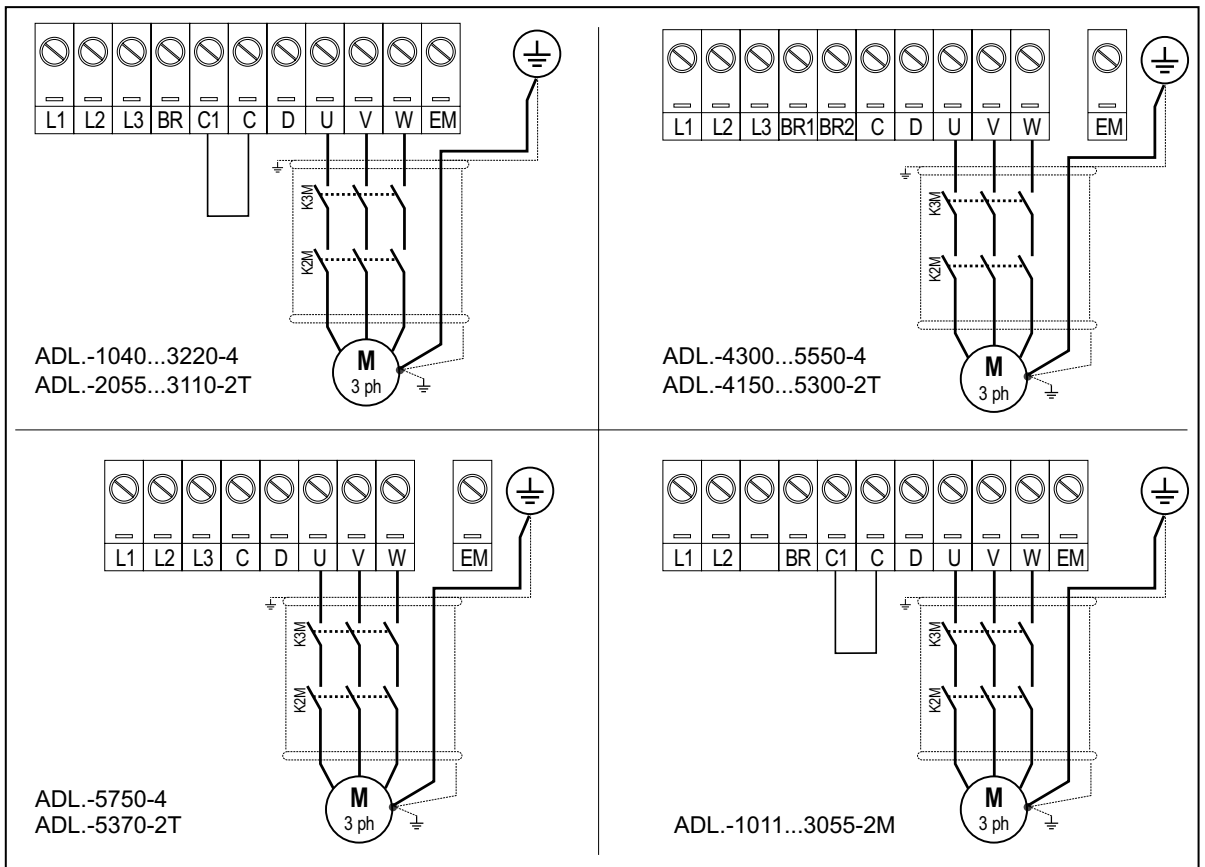 L1 L2 L3 BR C1 C D U V W EM
K3M
K2M
M
3 ph
ADL.-1040...3220-4
ADL.-2055...3110-2T
L1 L2 L3 BR1 BR2 C D U V W EM
K3M
K2M
M
3 ph
ADL.-4300...5550-4
ADL.-4150...5300-2T
L1 L2 L3 C D U V W EM
K3M
K2M
M
3 ph
ADL.-5750-4
ADL.-5370-2T
L1 L2 BR C1 C D U V W EM
K3M
K2M
M
3 ph
ADL.-1011...3055-2M